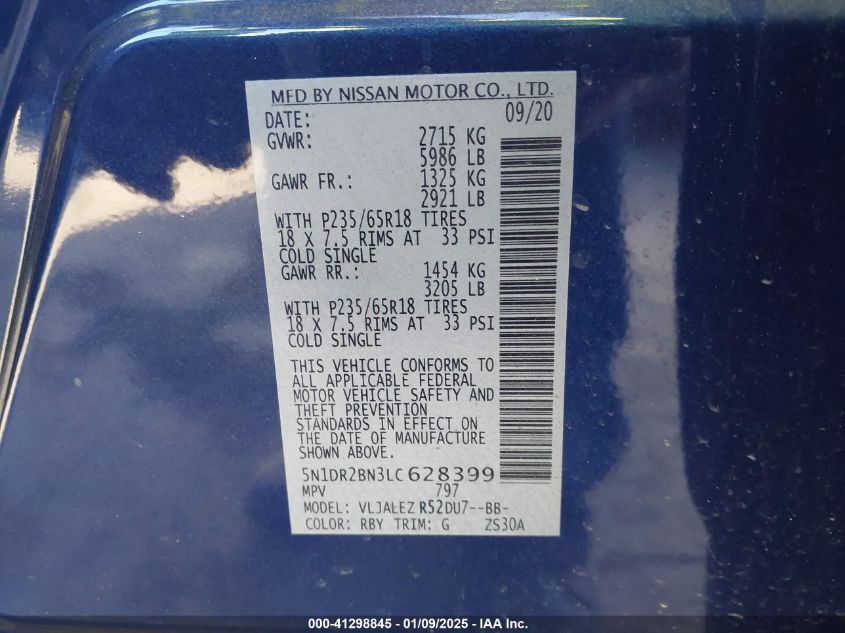 MFD BY NISSAN MOTOR CO., LTD.
DATE: 09/20
GVWR: 2715 KG
5986 LB
GAWR FR.: 1325 KG
2921 LB
WITH P235/65R18 TIRES
18 X 7.5 RIMS AT 33 PSI
COLD SINGLE
GAWR RR.: 1454 KG
3205 LB
WITH P235/65R18 TIRES
18 X 7.5 RIMS AT 33 PSI
COLD SINGLE
THIS VEHICLE CONFORMS TO
ALL APPLICABLE FEDERAL
MOTOR VEHICLE SAFETY AND
THEFT PREVENTION
STANDARDS IN EFFECT ON
THE DATE OF MANUFACTURE
SHOWN ABOVE.
5N1DR2BN3LC628399
MPV 797
MODEL: VLJALEZ R52DU7--BB-
COLOR: RBY TRIM: G ZS30A
000-41298845 - 01/09/2025 - IAA Inc.